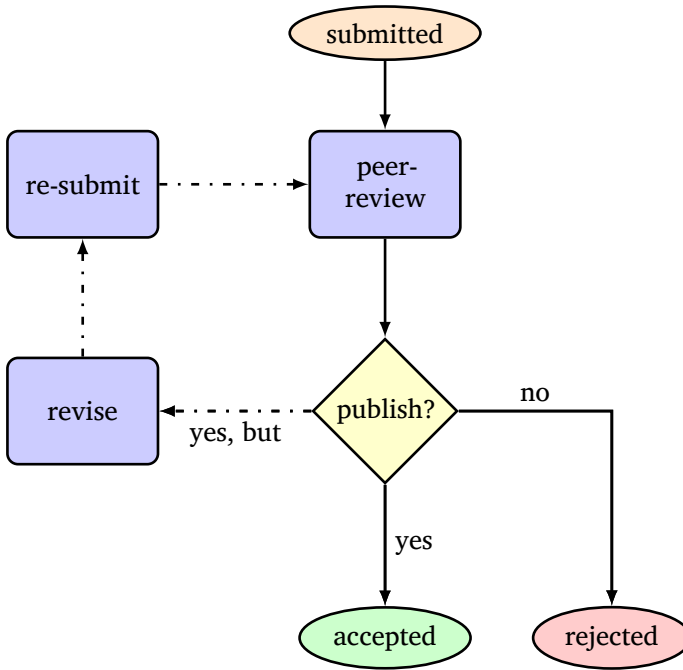 submitted
re-submit
peer-
review
revise
publish?
no
yes, but
yes
accepted
rejected